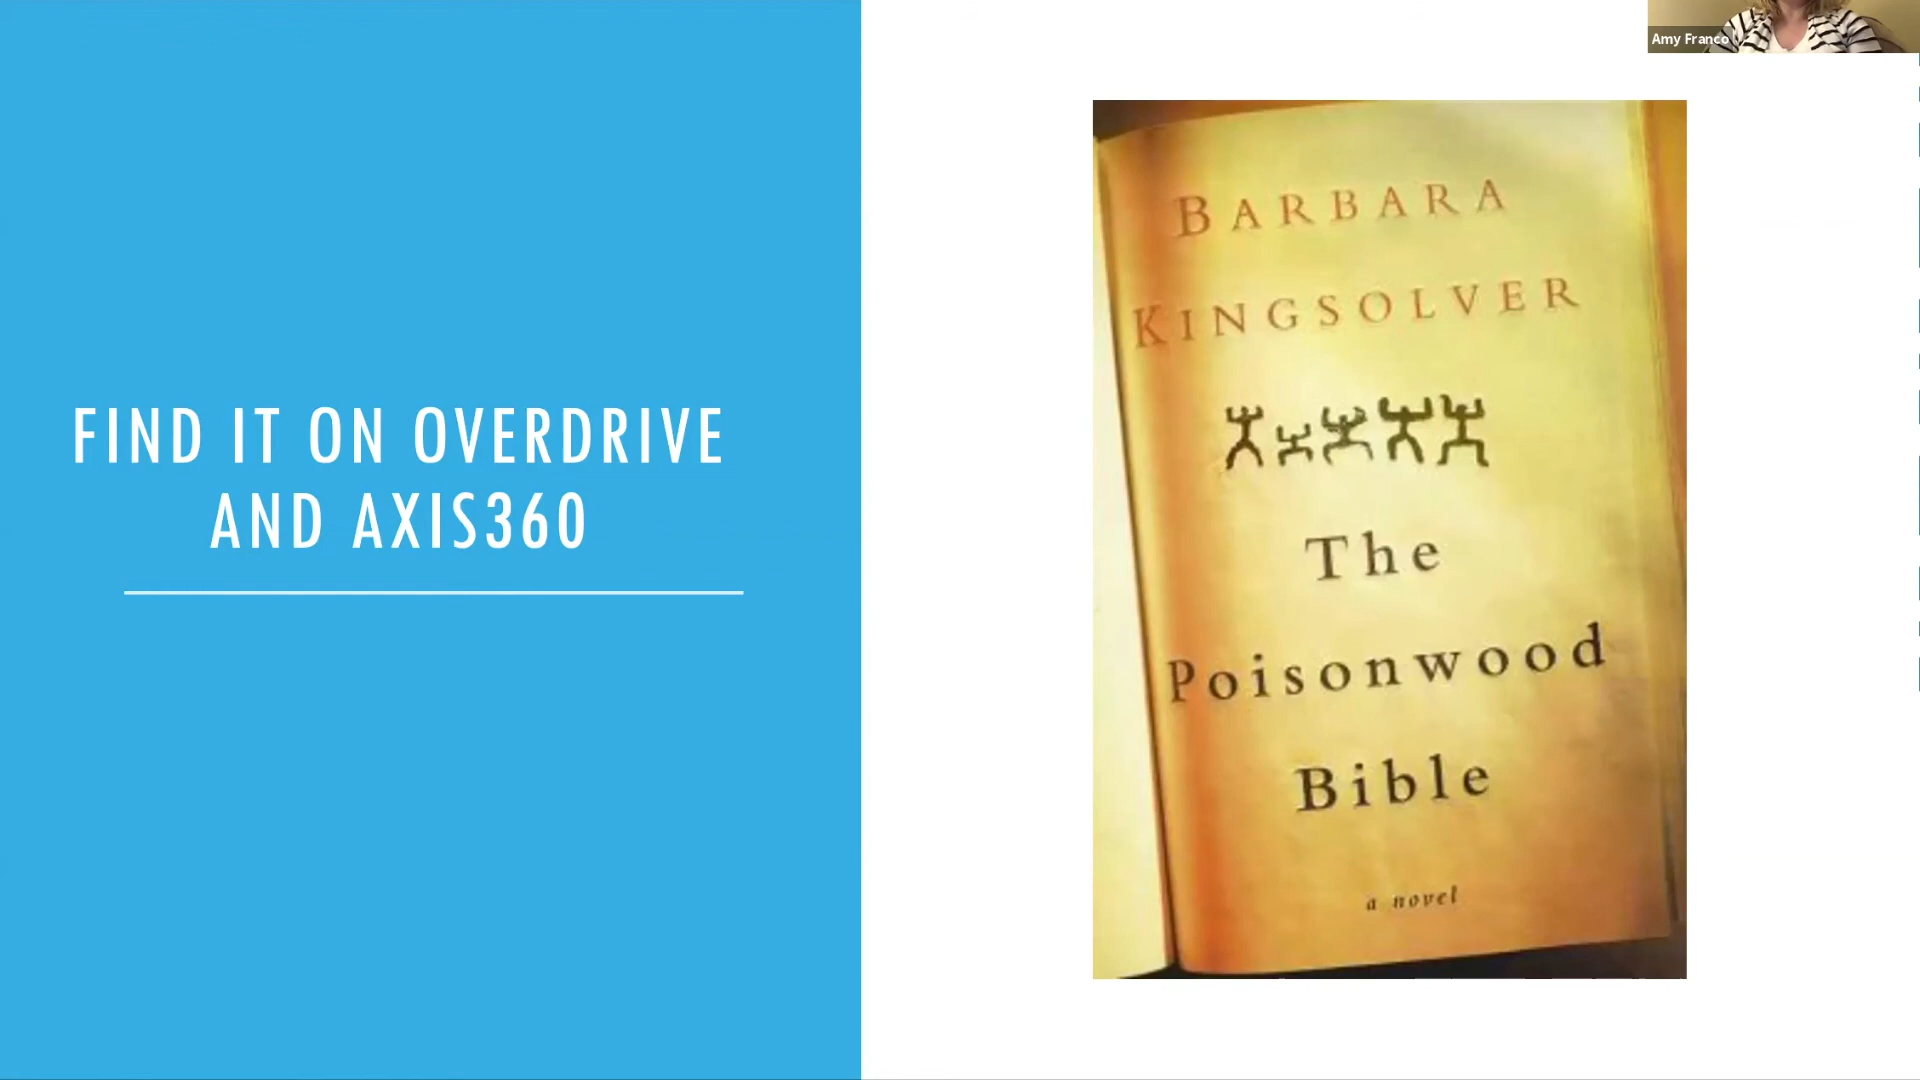 FIND IT ON OVERDRIVE
AND AXIS360
Amy Franco
BARBARA
KINGSOLVER
The
Poisonwood
Bible
a novel